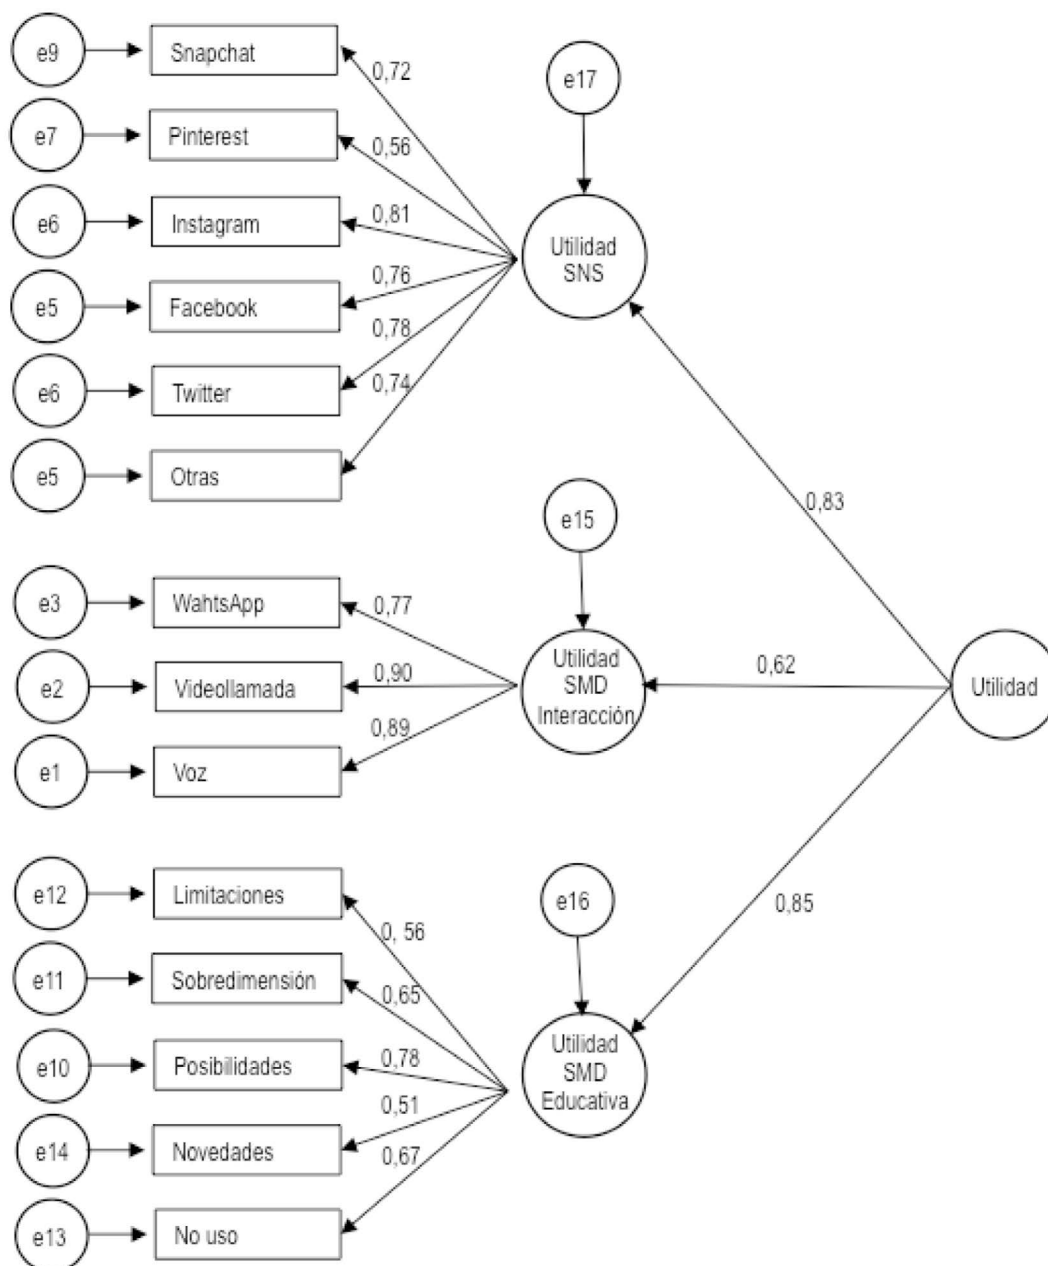 e9
Snapchat
0,72
e17
e7
Pinterest
0,56
e6
Instagram
0,81
Utilidad
SNS
e5
Facebook
0,76
e6
Twitter
0,78
e5
Otras
0,74
0,83
e15
e3
WahtsApp
0,77
e2
Videollamada
0,90
Utilidad
SMD
Interacción
0,62
Utilidad
e1
Voz
0,89
e12
Limitaciones
0, 56
e16
0,85
e11
Sobredimensión
0,65
e10
Posibilidades
0,78
Utilidad
SMD
Educativa
e14
Novedades
0,51
e13
No uso
0,67